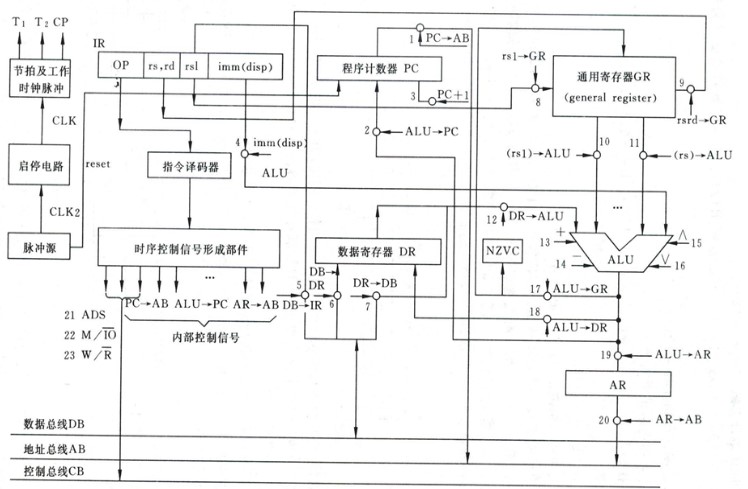 T₁ T₂ CP
IR
OP rs,rd rsl imm(disp)
节拍及工作
时钟脉冲
CLK
启停电路
CLK2
脉冲源
reset
指令译码器
4 imm(disp)
ALU
时序控制信号形成部件
PC→AB ALU→PC AR→AB
...
内部控制信号
21 ADS
22 M/I̅O̅
23 W/R̅
程序计数器 PC
1 PC→AB
3 PC+1
2 ALU→PC
rs1→GR
8
通用寄存器GR
(general register)
9
rsrd→GR
10
11
(rs1)→ALU
(rs)→ALU
...
数据寄存器 DR
12 DR→ALU
NZVC
+
13
−
14
ALU
∧
15
∨
16
5
DB→IR
DB→
DR
6
DR→DB
7
17 ALU→GR
18
ALU→DR
19 ALU→AR
AR
20 AR→AB
数据总线DB
地址总线AB
控制总线CB